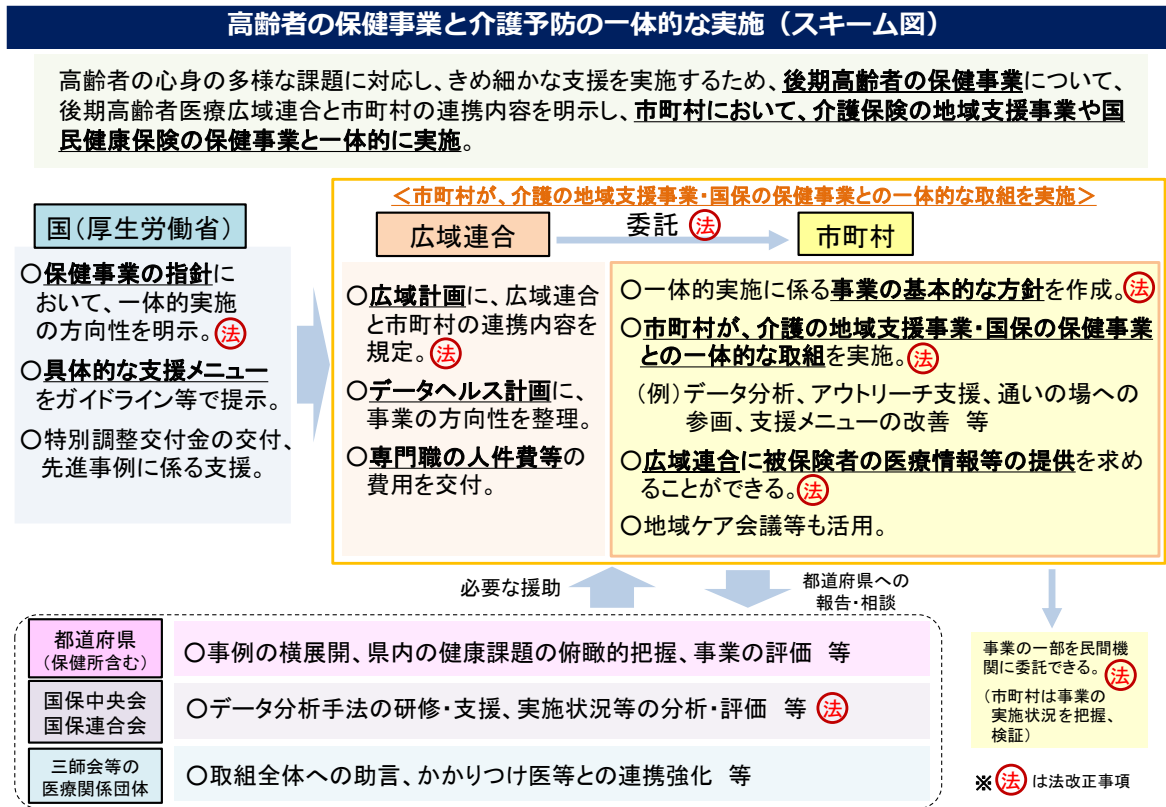 高齢者の保健事業と介護予防の一体的な実施（スキーム図）
高齢者の心身の多様な課題に対応し、きめ細かな支援を実施するため、後期高齢者の保健事業について、
後期高齢者医療広域連合と市町村の連携内容を明示し、市町村において、介護保険の地域支援事業や国
民健康保険の保健事業と一体的に実施。
＜市町村が、介護の地域支援事業・国保の保健事業との一体的な取組を実施＞
国（厚生労働省）
○保健事業の指針に
おいて、一体的実施
の方向性を明示。法
○具体的な支援メニュー
をガイドライン等で提示。
○特別調整交付金の交付、
先進事例に係る支援。
広域連合
委託 法
市町村
○広域計画に、広域連合
と市町村の連携内容を
規定。法
○データヘルス計画に、
事業の方向性を整理。
○専門職の人件費等の
費用を交付。
○一体的実施に係る事業の基本的な方針を作成。法
○市町村が、介護の地域支援事業・国保の保健事業
との一体的な取組を実施。法
（例）データ分析、アウトリーチ支援、通いの場への
参画、支援メニューの改善 等
○広域連合に被保険者の医療情報等の提供を求め
ることができる。法
○地域ケア会議等も活用。
必要な援助
都道府県への
報告・相談
都道府県
（保健所含む）
○事例の横展開、県内の健康課題の俯瞰的把握、事業の評価 等
国保中央会
国保連合会
○データ分析手法の研修・支援、実施状況等の分析・評価 等 法
三師会等の
医療関係団体
○取組全体への助言、かかりつけ医等との連携強化 等
事業の一部を民間機
関に委託できる。法
（市町村は事業の
実施状況を把握、
検証）
※法は法改正事項